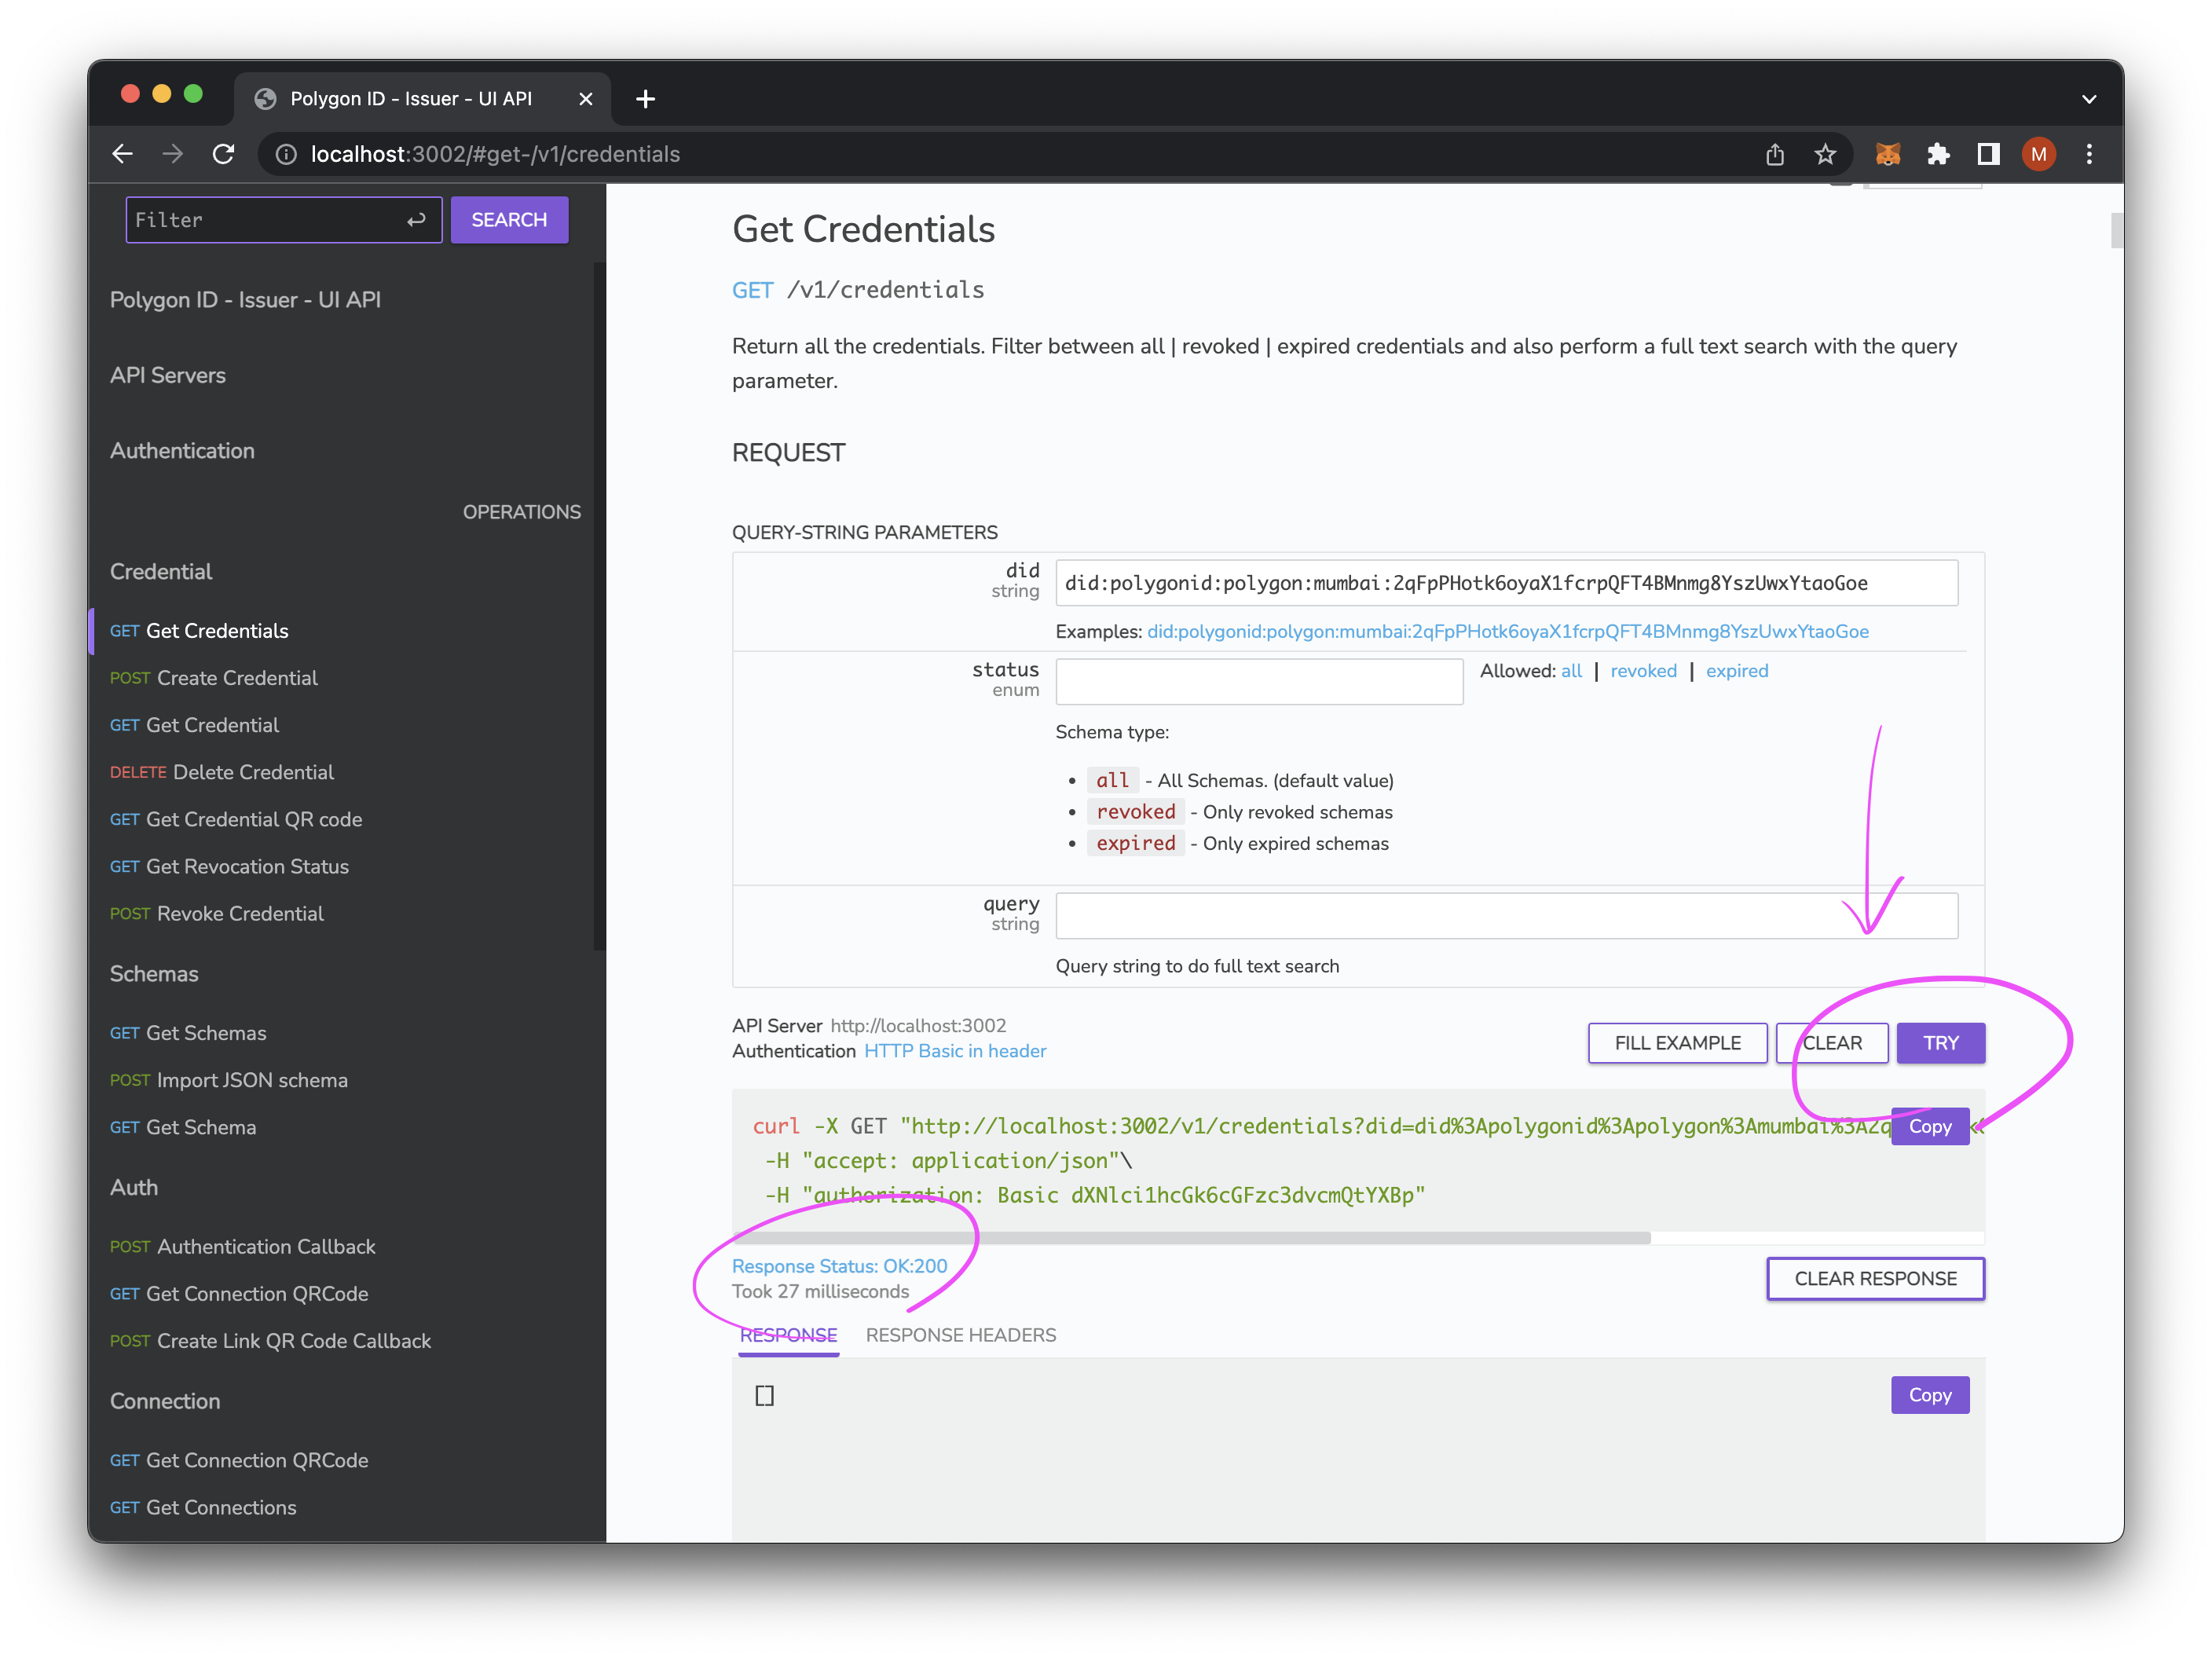 Polygon ID - Issuer - UI API
localhost:3002/#get-/v1/credentials
M
Filter
SEARCH
Polygon ID - Issuer - UI API
API Servers
Authentication
OPERATIONS
Credential
GET Get Credentials
POST Create Credential
GET Get Credential
DELETE Delete Credential
GET Get Credential QR code
GET Get Revocation Status
POST Revoke Credential
Schemas
GET Get Schemas
POST Import JSON schema
GET Get Schema
Auth
POST Authentication Callback
GET Get Connection QRCode
POST Create Link QR Code Callback
Connection
GET Get Connection QRCode
GET Get Connections
Get Credentials
GET /v1/credentials
Return all the credentials. Filter between all | revoked | expired credentials and also perform a full text search with the query
parameter.
REQUEST
QUERY-STRING PARAMETERS
did
string
did:polygonid:polygon:mumbai:2qFpPHotk6oyaX1fcrpQFT4BMnmg8YszUwxYtaoGoe
Examples: did:polygonid:polygon:mumbai:2qFpPHotk6oyaX1fcrpQFT4BMnmg8YszUwxYtaoGoe
status
enum
Allowed: all | revoked | expired
Schema type:
• all - All Schemas. (default value)
• revoked - Only revoked schemas
• expired - Only expired schemas
query
string
Query string to do full text search
API Server http://localhost:3002
Authentication HTTP Basic in header
FILL EXAMPLE
CLEAR
TRY
curl -X GET "http://localhost:3002/v1/credentials?did=did%3Apolygonid%3Apolygon%3Amumbai%3A2q
Copy
-H "accept: application/json"\
-H "authorization: Basic dXNlci1hcGk6cGFzc3dvcmQtYXBp"
Response Status: OK:200
Took 27 milliseconds
CLEAR RESPONSE
RESPONSE
RESPONSE HEADERS
[]
Copy